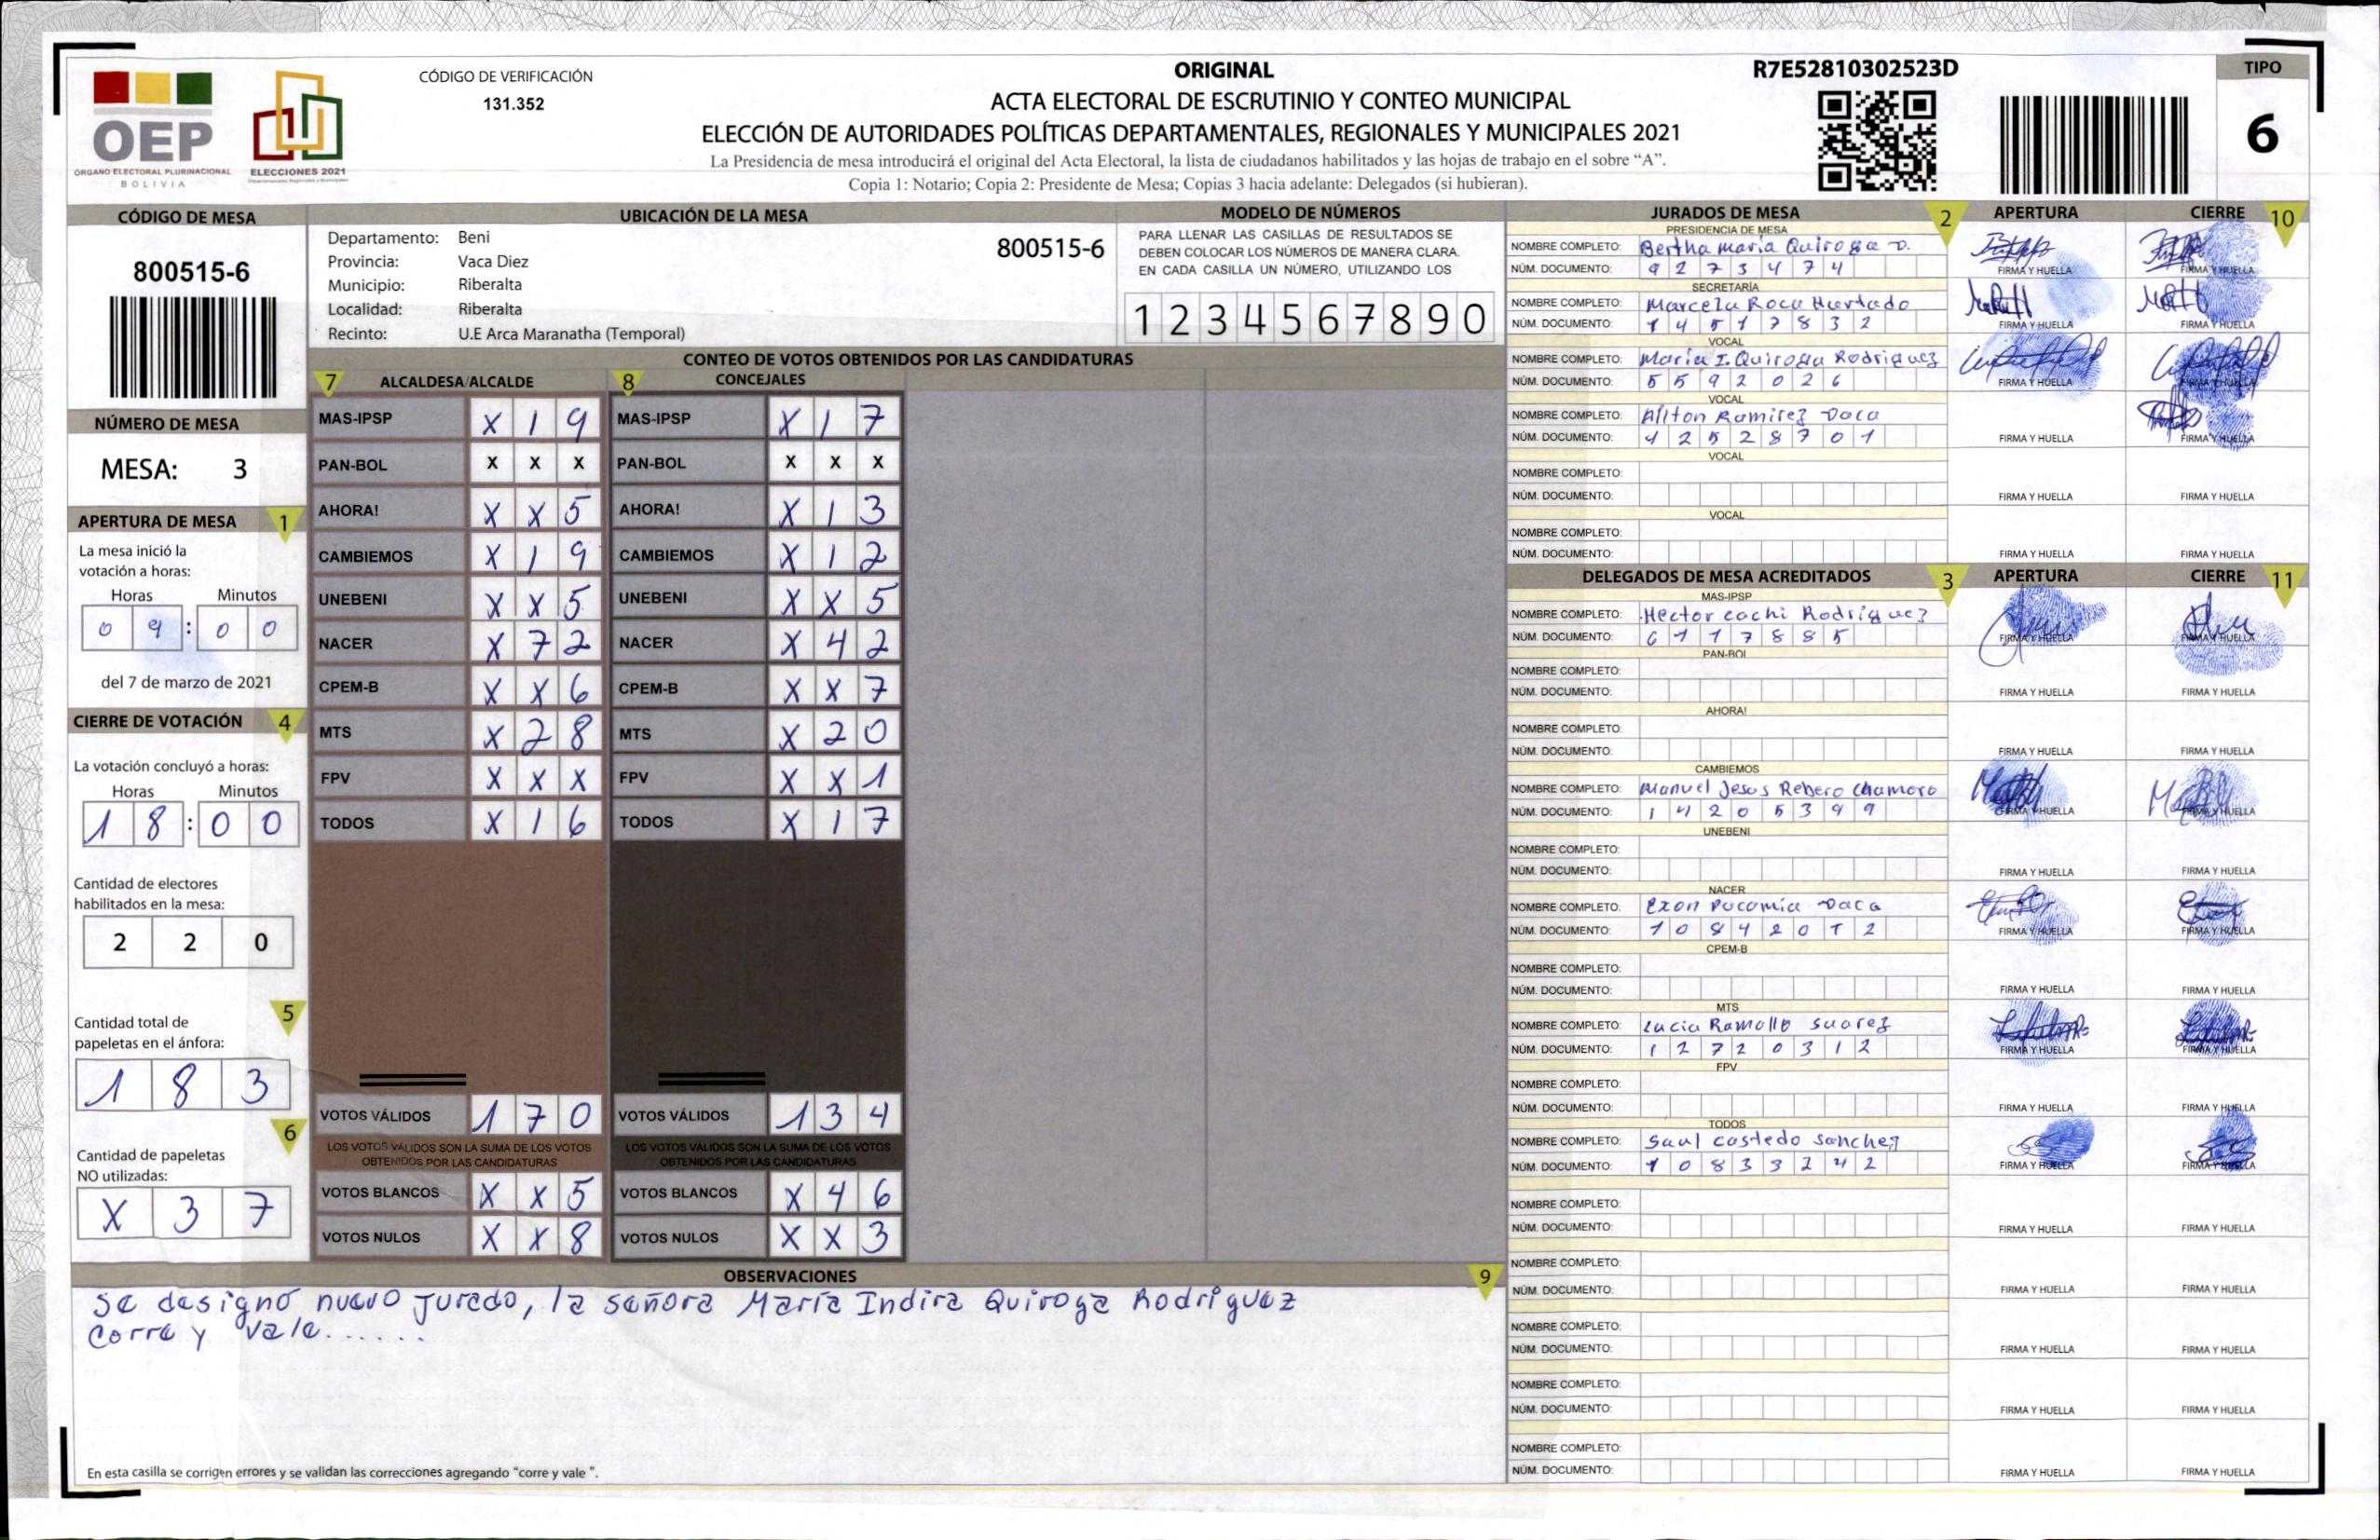 CÓDIGO DE VERIFICACIÓN
131.352
OEP
ÓRGANO ELECTORAL PLURINACIONAL
BOLIVIA
ELECCIONES 2021
ORIGINAL
ACTA ELECTORAL DE ESCRUTINIO Y CONTEO MUNICIPAL
ELECCIÓN DE AUTORIDADES POLÍTICAS DEPARTAMENTALES, REGIONALES Y MUNICIPALES 2021
La Presidencia de mesa introducirá el original del Acta Electoral, la lista de ciudadanos habilitados y las hojas de trabajo en el sobre “A”.
Copia 1: Notario; Copia 2: Presidente de Mesa; Copias 3 hacia adelante: Delegados (si hubieran).
R7E52810302523D
TIPO
6
CÓDIGO DE MESA
800515-6
NÚMERO DE MESA
MESA: 3
APERTURA DE MESA 1
La mesa inició la
votación a horas:
Horas Minutos
0 9 : 0 0
del 7 de marzo de 2021
CIERRE DE VOTACIÓN 4
La votación concluyó a horas:
Horas Minutos
1 8 : 0 0
Cantidad de electores
habilitados en la mesa:
2 2 0
5
Cantidad total de
papeletas en el ánfora:
1 8 3
6
Cantidad de papeletas
NO utilizadas:
X 3 7
UBICACIÓN DE LA MESA
Departamento: Beni
800515-6
Provincia: Vaca Diez
Municipio: Riberalta
Localidad: Riberalta
Recinto: U.E Arca Maranatha (Temporal)
MODELO DE NÚMEROS
PARA LLENAR LAS CASILLAS DE RESULTADOS SE
DEBEN COLOCAR LOS NÚMEROS DE MANERA CLARA.
EN CADA CASILLA UN NÚMERO, UTILIZANDO LOS
1 2 3 4 5 6 7 8 9 0
CONTEO DE VOTOS OBTENIDOS POR LAS CANDIDATURAS
7 ALCALDESA/ALCALDE 8 CONCEJALES
MAS-IPSP X 1 9 MAS-IPSP X 1 7
PAN-BOL X X X PAN-BOL X X X
AHORA! X X 5 AHORA! X 1 3
CAMBIEMOS X 1 9 CAMBIEMOS X 1 2
UNEBENI X X 5 UNEBENI X X 5
NACER X 7 2 NACER X 4 2
CPEM-B X X 6 CPEM-B X X 7
MTS X 2 8 MTS X 2 0
FPV X X X FPV X X 1
TODOS X 1 6 TODOS X 1 7
VOTOS VÁLIDOS 1 7 0 VOTOS VÁLIDOS 1 3 4
LOS VOTOS VÁLIDOS SON LA SUMA DE LOS VOTOS LOS VOTOS VÁLIDOS SON LA SUMA DE LOS VOTOS
OBTENIDOS POR LAS CANDIDATURAS OBTENIDOS POR LAS CANDIDATURAS
VOTOS BLANCOS X X 5 VOTOS BLANCOS X 4 6
VOTOS NULOS X X 8 VOTOS NULOS X X 3
OBSERVACIONES 9
Se designó nuevo jurado, la señora María Indira Quiroga Rodríguez
Corre y vale......
En esta casilla se corrigen errores y se validan las correcciones agregando “corre y vale ”.
JURADOS DE MESA 2 APERTURA CIERRE 10
PRESIDENCIA DE MESA
NOMBRE COMPLETO: Bertha maria Quiroga D.
NÚM. DOCUMENTO: 9 2 7 3 4 7 4 FIRMA Y HUELLA FIRMA Y HUELLA
SECRETARÍA
NOMBRE COMPLETO: Marcela Roca Hurtado
NÚM. DOCUMENTO: 1 4 5 1 7 8 3 2 FIRMA Y HUELLA FIRMA Y HUELLA
VOCAL
NOMBRE COMPLETO: María I. Quiroga Rodriguez
NÚM. DOCUMENTO: 5 5 9 2 0 2 6 FIRMA Y HUELLA FIRMA Y HUELLA
VOCAL
NOMBRE COMPLETO: Ailton Ramirez Daca
NÚM. DOCUMENTO: 4 2 5 2 8 7 0 1 FIRMA Y HUELLA FIRMA Y HUELLA
VOCAL
NOMBRE COMPLETO:
NÚM. DOCUMENTO: FIRMA Y HUELLA FIRMA Y HUELLA
VOCAL
NOMBRE COMPLETO:
NÚM. DOCUMENTO: FIRMA Y HUELLA FIRMA Y HUELLA
DELEGADOS DE MESA ACREDITADOS 3 APERTURA CIERRE 11
MAS-IPSP
NOMBRE COMPLETO: Hector cachi Rodriguez
NÚM. DOCUMENTO: 6 1 1 7 8 8 5 FIRMA Y HUELLA FIRMA Y HUELLA
PAN-BOL
NOMBRE COMPLETO:
NÚM. DOCUMENTO: FIRMA Y HUELLA FIRMA Y HUELLA
AHORA!
NOMBRE COMPLETO:
NÚM. DOCUMENTO: FIRMA Y HUELLA FIRMA Y HUELLA
CAMBIEMOS
NOMBRE COMPLETO: Manuel Jesus Rebero Chamoro
NÚM. DOCUMENTO: 1 4 2 0 5 3 9 9 FIRMA Y HUELLA FIRMA Y HUELLA
UNEBENI
NOMBRE COMPLETO:
NÚM. DOCUMENTO: FIRMA Y HUELLA FIRMA Y HUELLA
NACER
NOMBRE COMPLETO: Exon Pucamia Daca
NÚM. DOCUMENTO: 1 0 8 4 2 0 T 2 FIRMA Y HUELLA FIRMA Y HUELLA
CPEM-B
NOMBRE COMPLETO:
NÚM. DOCUMENTO: FIRMA Y HUELLA FIRMA Y HUELLA
MTS
NOMBRE COMPLETO: Lucia Ramallo suarez
NÚM. DOCUMENTO: 1 2 7 2 0 3 1 2 FIRMA Y HUELLA FIRMA Y HUELLA
FPV
NOMBRE COMPLETO:
NÚM. DOCUMENTO: FIRMA Y HUELLA FIRMA Y HUELLA
TODOS
NOMBRE COMPLETO: Saul castedo sanchez
NÚM. DOCUMENTO: 1 0 8 3 3 2 4 2 FIRMA Y HUELLA FIRMA Y HUELLA
NOMBRE COMPLETO:
NÚM. DOCUMENTO: FIRMA Y HUELLA FIRMA Y HUELLA
NOMBRE COMPLETO:
NÚM. DOCUMENTO: FIRMA Y HUELLA FIRMA Y HUELLA
NOMBRE COMPLETO:
NÚM. DOCUMENTO: FIRMA Y HUELLA FIRMA Y HUELLA
NOMBRE COMPLETO:
NÚM. DOCUMENTO: FIRMA Y HUELLA FIRMA Y HUELLA
NOMBRE COMPLETO:
NÚM. DOCUMENTO: FIRMA Y HUELLA FIRMA Y HUELLA